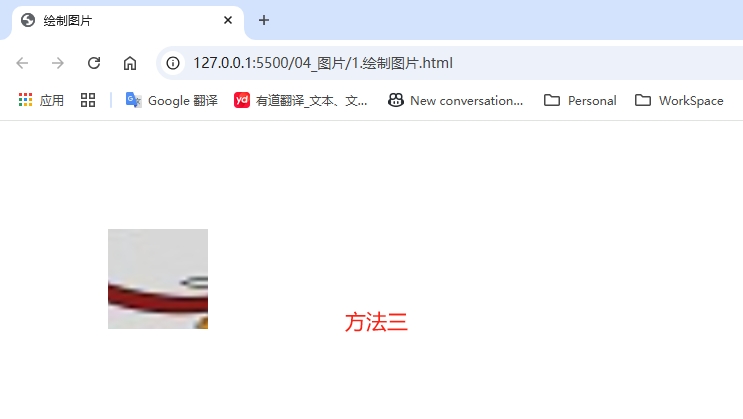 绘制图片
127.0.0.1:5500/04_图片/1.绘制图片.html
应用
Google 翻译
yd 有道翻译_文本、文...
New conversation...
Personal
WorkSpace
方法三